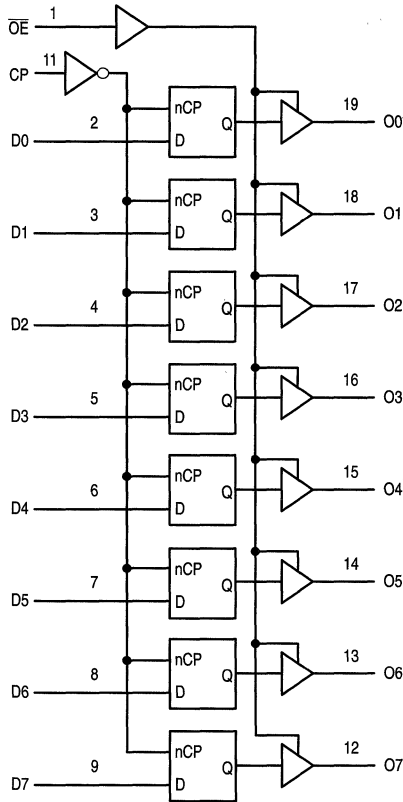 OE 1
CP 11
nCP
D0 2 D Q 19 O0
nCP
D1 3 D Q 18 O1
nCP
D2 4 D Q 17 O2
nCP
D3 5 D Q 16 O3
nCP
D4 6 D Q 15 O4
nCP
D5 7 D Q 14 O5
nCP
D6 8 D Q 13 O6
nCP
D7 9 D Q 12 O7